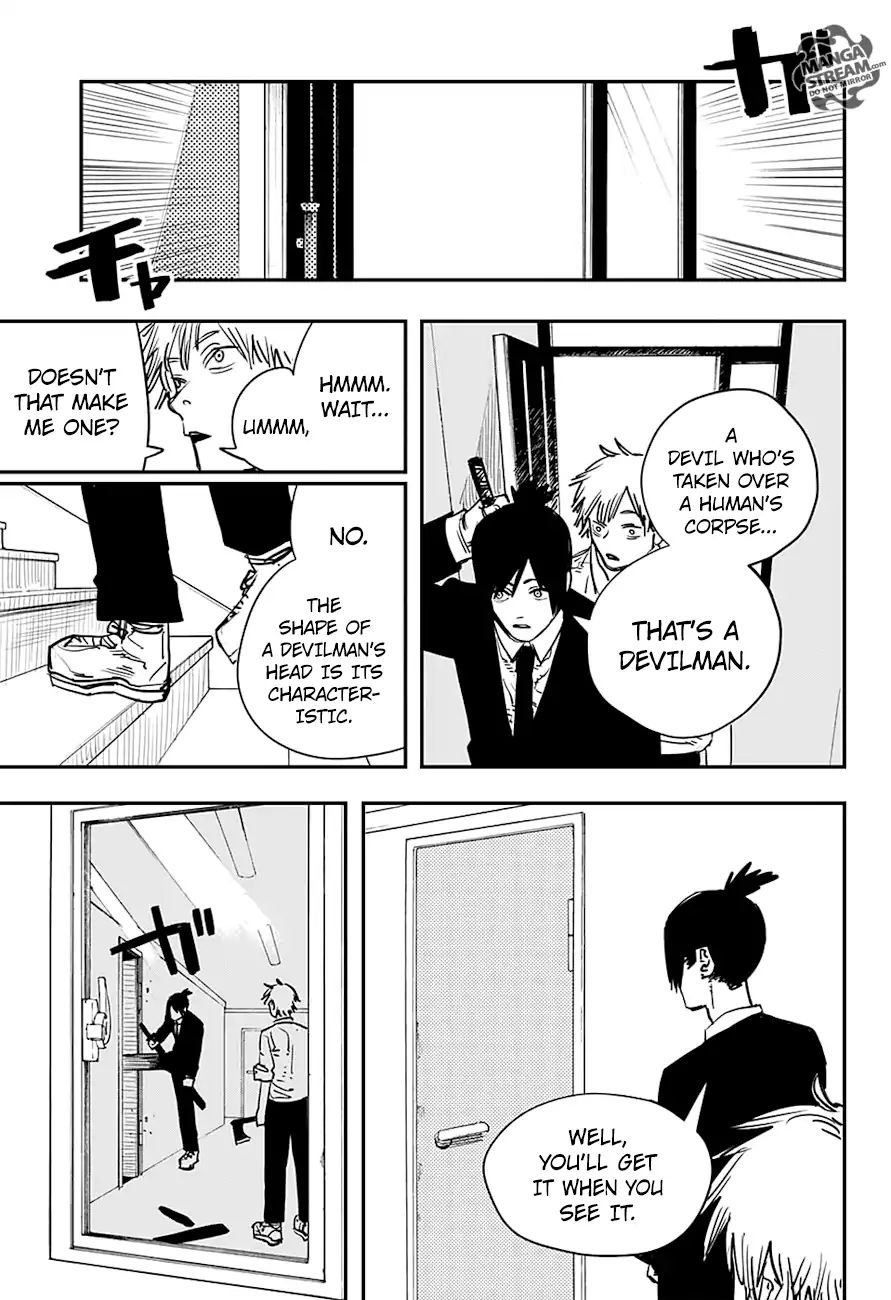 ガ
MANGA
STREAM.com
DO NOT MIRROR
チャ
A
DEVIL WHO'S
TAKEN OVER
A HUMAN'S
CORPSE...
THAT'S A
DEVILMAN.
HMMM.
WAIT...
UMMM,
DOESN'T
THAT MAKE
ME ONE?
NO.
THE
SHAPE OF
A DEVILMAN'S
HEAD IS ITS
CHARACTER-
ISTIC.
WELL,
YOU'LL GET
IT WHEN YOU
SEE IT.
ガッ